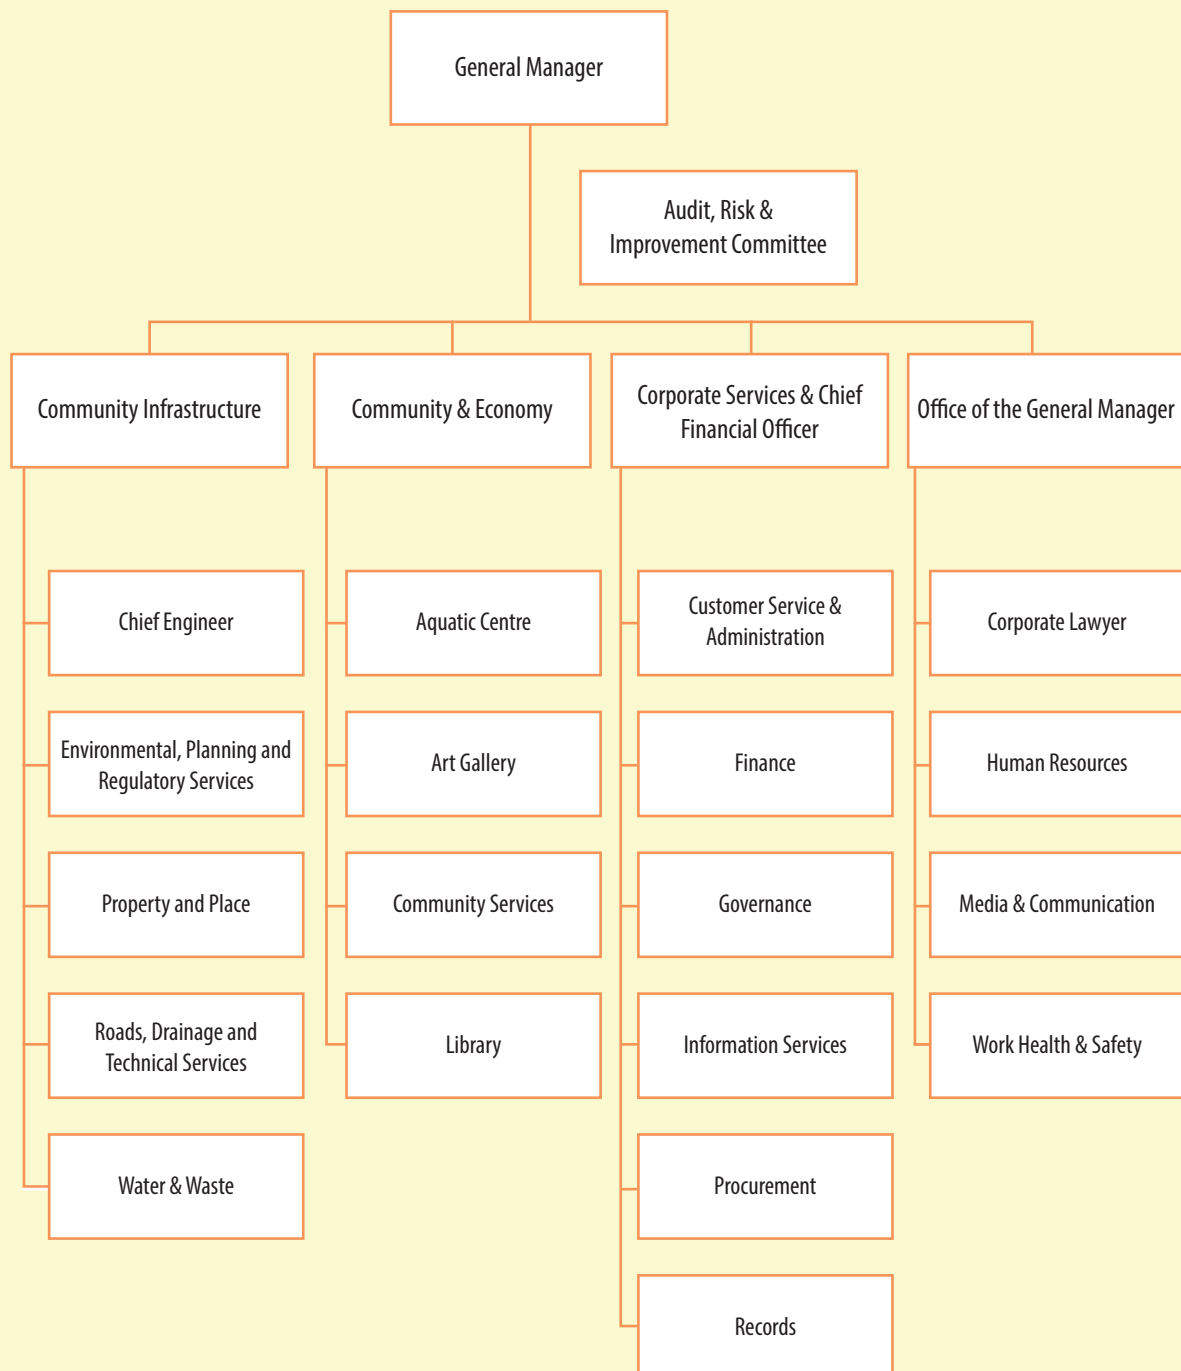 General Manager
Audit, Risk &
Improvement Committee
Community Infrastructure
Community & Economy
Corporate Services & Chief
Financial Officer
Office of the General Manager
Chief Engineer
Environmental, Planning and
Regulatory Services
Property and Place
Roads, Drainage and
Technical Services
Water & Waste
Aquatic Centre
Art Gallery
Community Services
Library
Customer Service &
Administration
Finance
Governance
Information Services
Procurement
Records
Corporate Lawyer
Human Resources
Media & Communication
Work Health & Safety